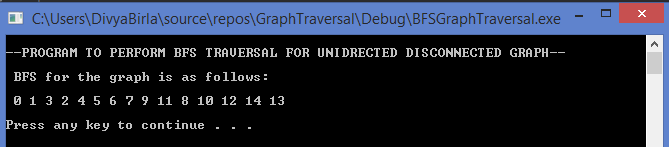 C:\Users\DivyaBirla\source\repos\GraphTraversal\Debug\BFSGraphTraversal.exe
--PROGRAM TO PERFORM BFS TRAVERSAL FOR UNIDRECTED DISCONNECTED GRAPH--
BFS for the graph is as follows:
0 1 3 2 4 5 6 7 9 11 8 10 12 14 13
Press any key to continue . . .